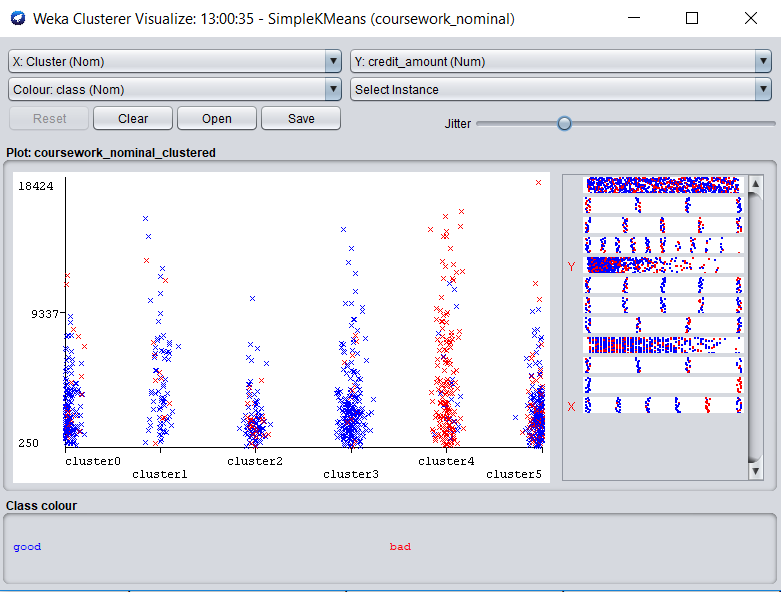 Weka Clusterer Visualize: 13:00:35 - SimpleKMeans (coursework_nominal)
X: Cluster (Nom)
Y: credit_amount (Num)
Colour: class (Nom)
Select Instance
Reset
Clear
Open
Save
Jitter
Plot: coursework_nominal_clustered
18424
9337
250
cluster0
cluster1
cluster2
cluster3
cluster4
cluster5
Y
X
Class colour
good
bad